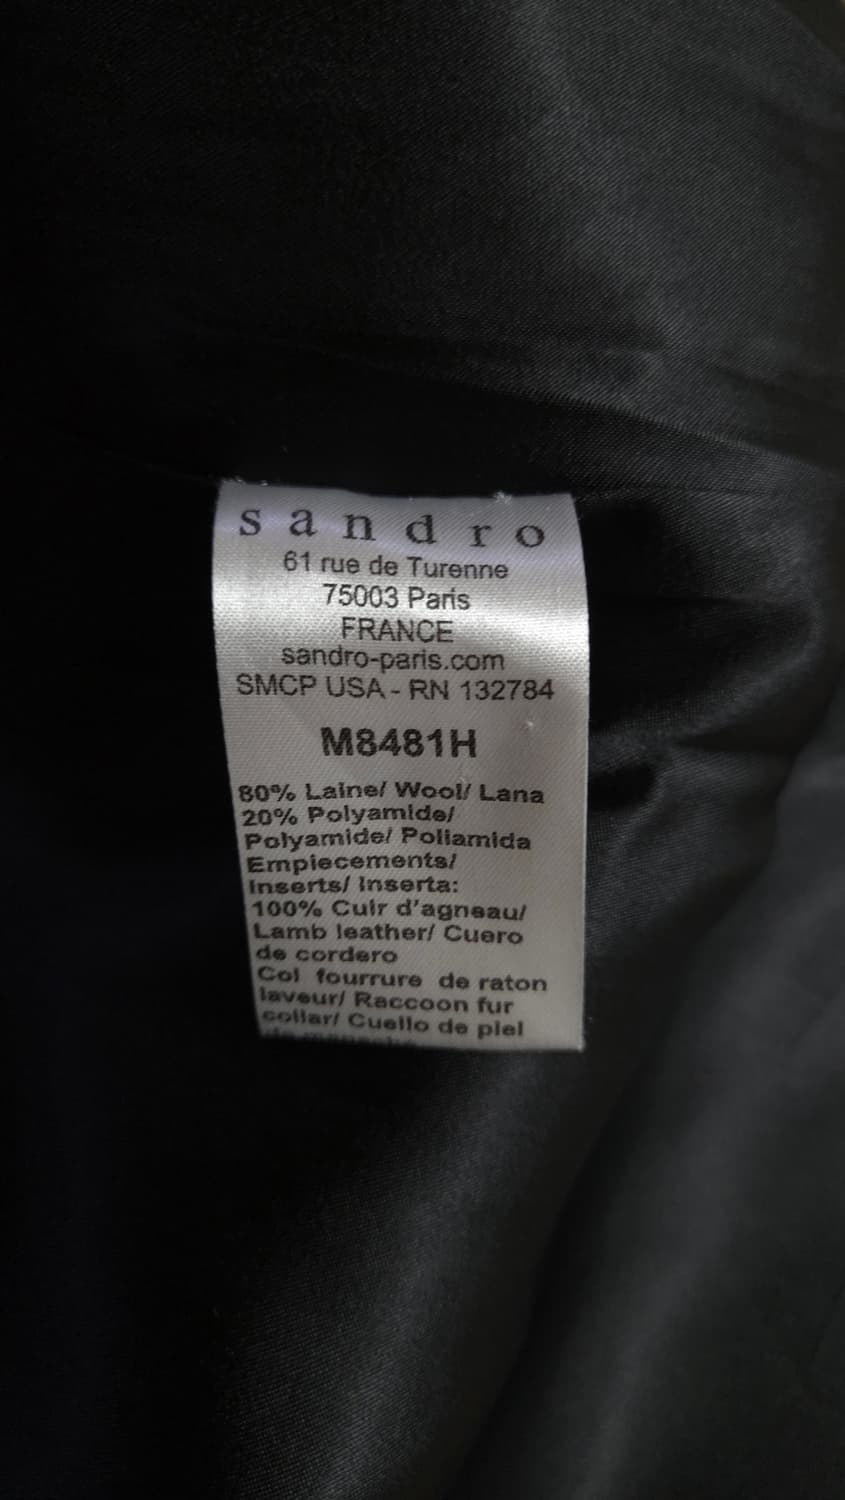 sandro
61 rue de Turenne
75003 Paris
FRANCE
sandro-paris.com
SMCP USA - RN 132784
M8481H
80% Laine/ Wool/ Lana
20% Polyamide/
Polyamide/ Poliamida
Empiecements/
Inserts/ Inserta:
100% Cuir d'agneau/
Lamb leather/ Cuero
de cordero
Col fourrure de raton
laveur/ Raccoon fur
collar/ Cuello de piel